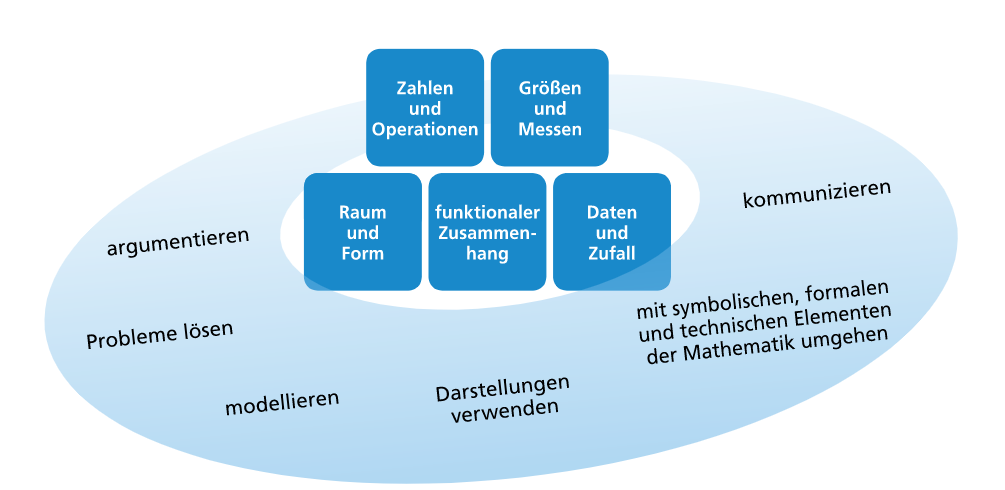 Zahlen
und
Operationen
Größen
und
Messen
Raum
und
Form
funktionaler
Zusammen-
hang
Daten
und
Zufall
kommunizieren
argumentieren
mit symbolischen, formalen
und technischen Elementen
der Mathematik umgehen
Probleme lösen
modellieren
Darstellungen
verwenden